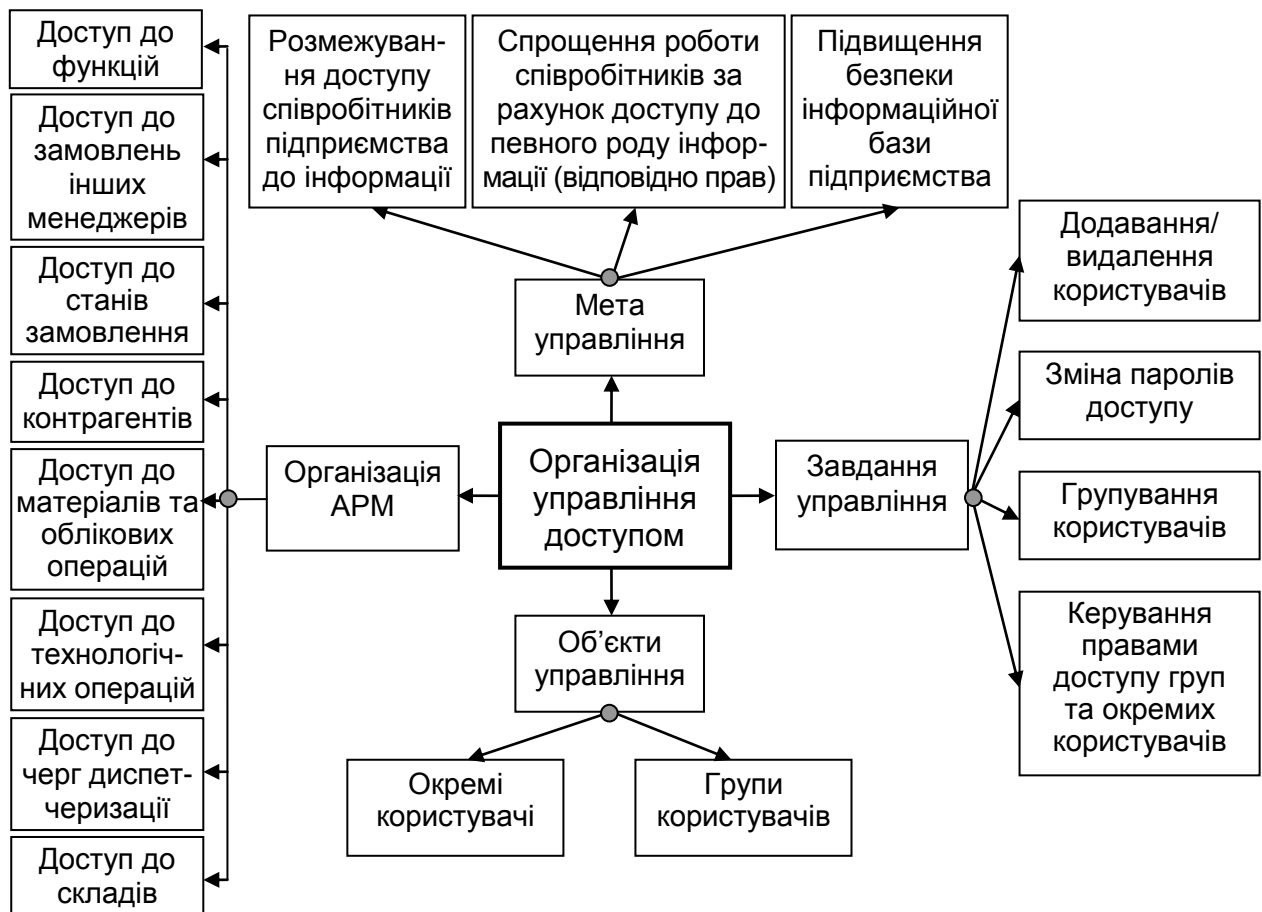 Доступ до
функцій
Доступ до
замовлень
інших
менеджерів
Доступ до
станів
замовлення
Доступ до
контрагентів
Доступ до
матеріалів та
облікових
операцій
Доступ до
технологіч-
них операцій
Доступ до
черг диспет-
черизації
Доступ до
складів
Розмежуван-
ня доступу
співробітників
підприємства
до інформації
Спрощення роботи
співробітників за
рахунок доступу до
певного роду інфор-
мації (відповідно прав)
Підвищення
безпеки
інформаційної
бази
підприємства
Мета
управління
Організація
АРМ
Організація
управління
доступом
Завдання
управління
Об’єкти
управління
Окремі
користувачі
Групи
користувачів
Додавання/
видалення
користувачів
Зміна паролів
доступу
Групування
користувачів
Керування
правами
доступу груп
та окремих
користувачів